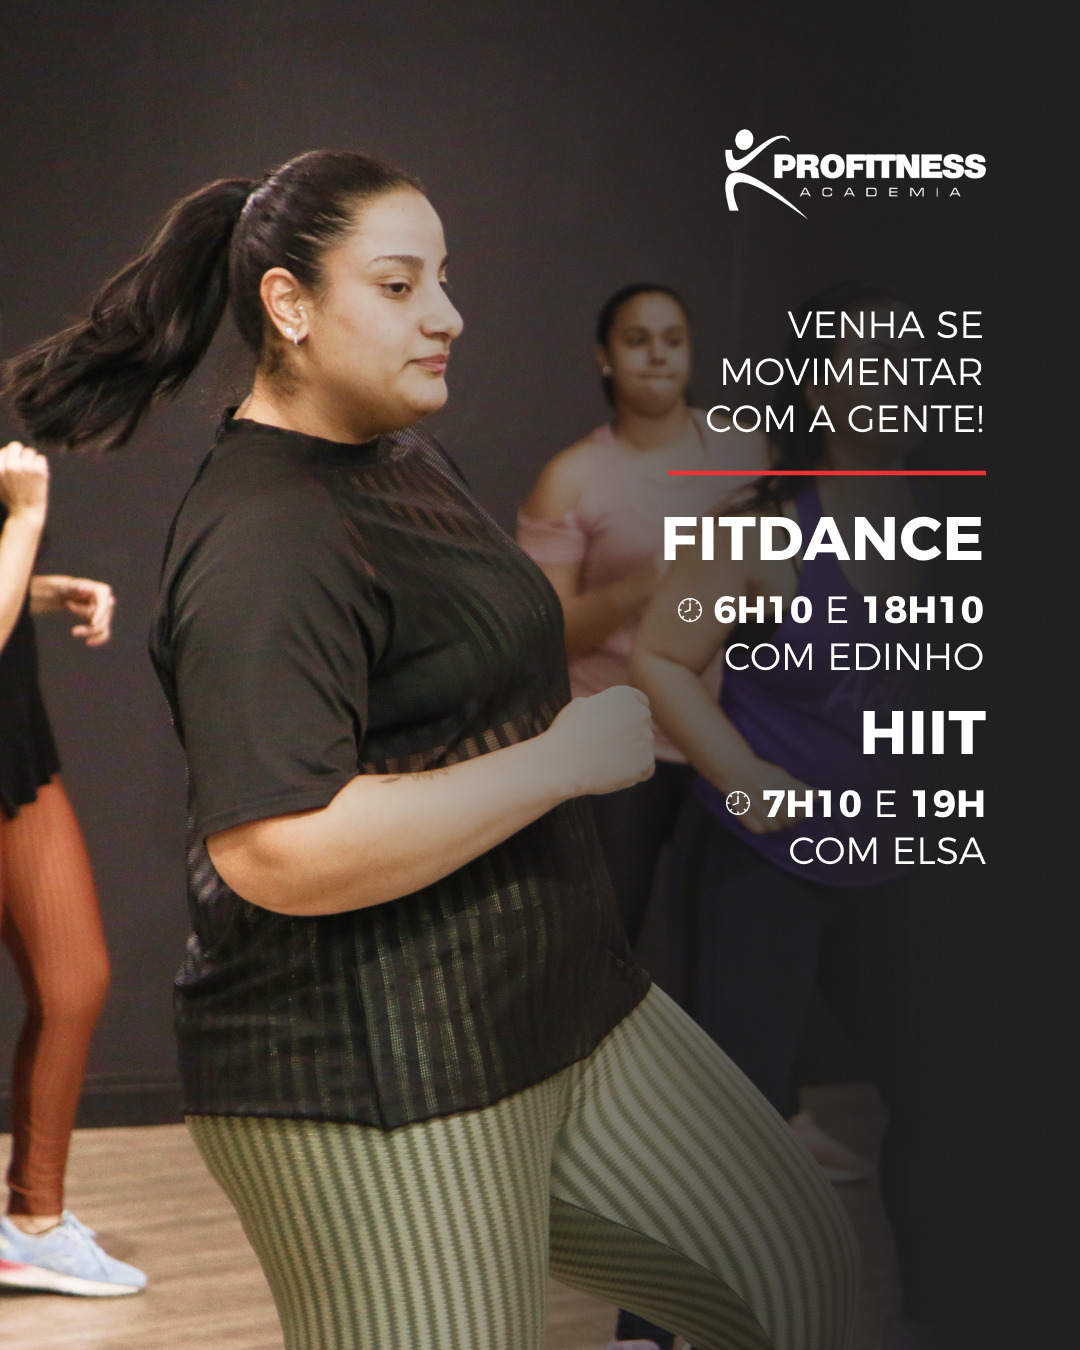 PROFITNESS
ACADEMIA
VENHA SE
MOVIMENTAR
COM A GENTE!
FITDANCE
6H10 E 18H10
COM EDINHO
HIIT
7H10 E 19H
COM ELSA